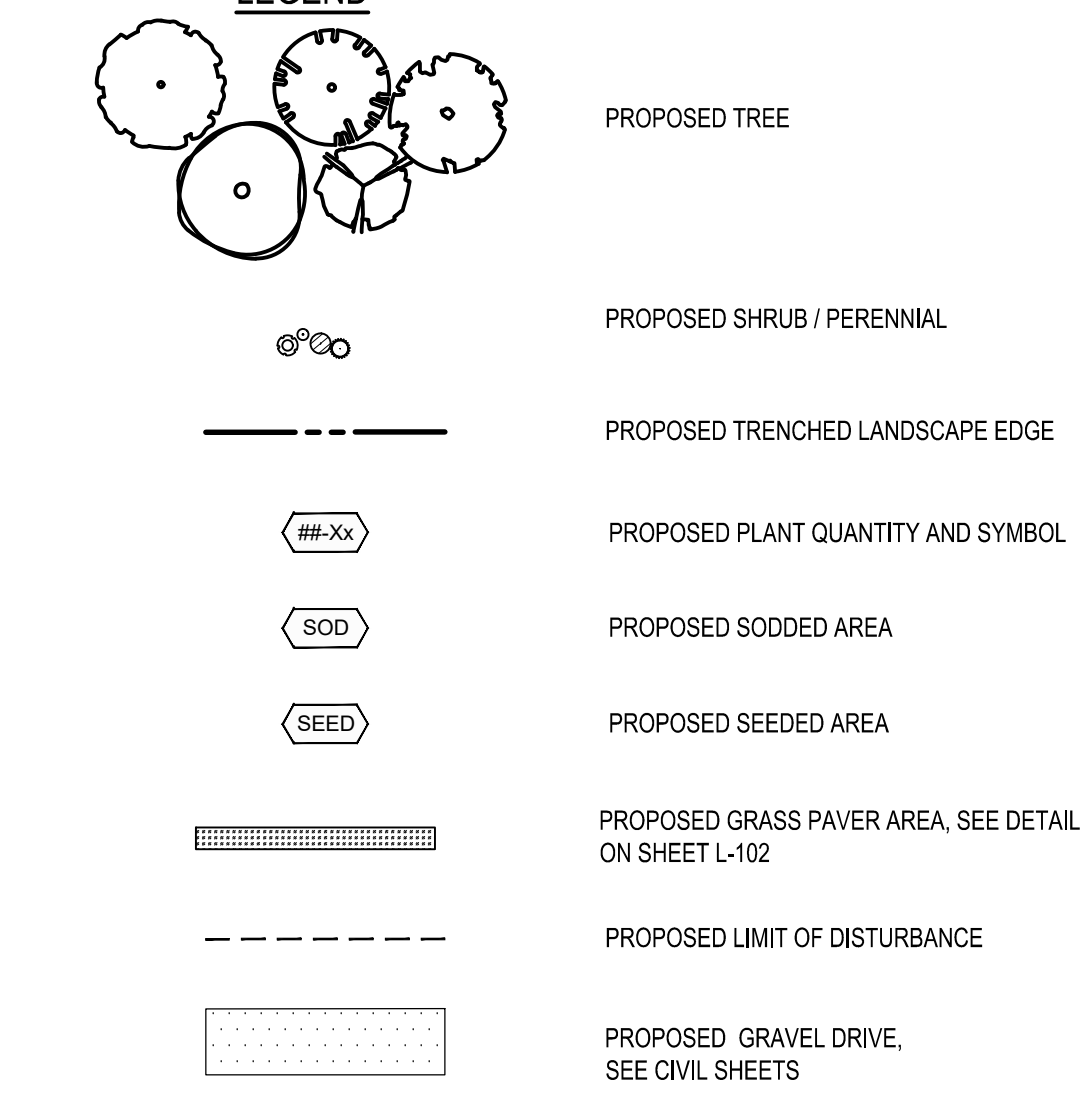 LEGEND
PROPOSED TREE
PROPOSED SHRUB / PERENNIAL
PROPOSED TRENCHED LANDSCAPE EDGE
##-Xx PROPOSED PLANT QUANTITY AND SYMBOL
SOD PROPOSED SODDED AREA
SEED PROPOSED SEEDED AREA
PROPOSED GRASS PAVER AREA, SEE DETAIL
ON SHEET L-102
PROPOSED LIMIT OF DISTURBANCE
PROPOSED GRAVEL DRIVE,
SEE CIVIL SHEETS